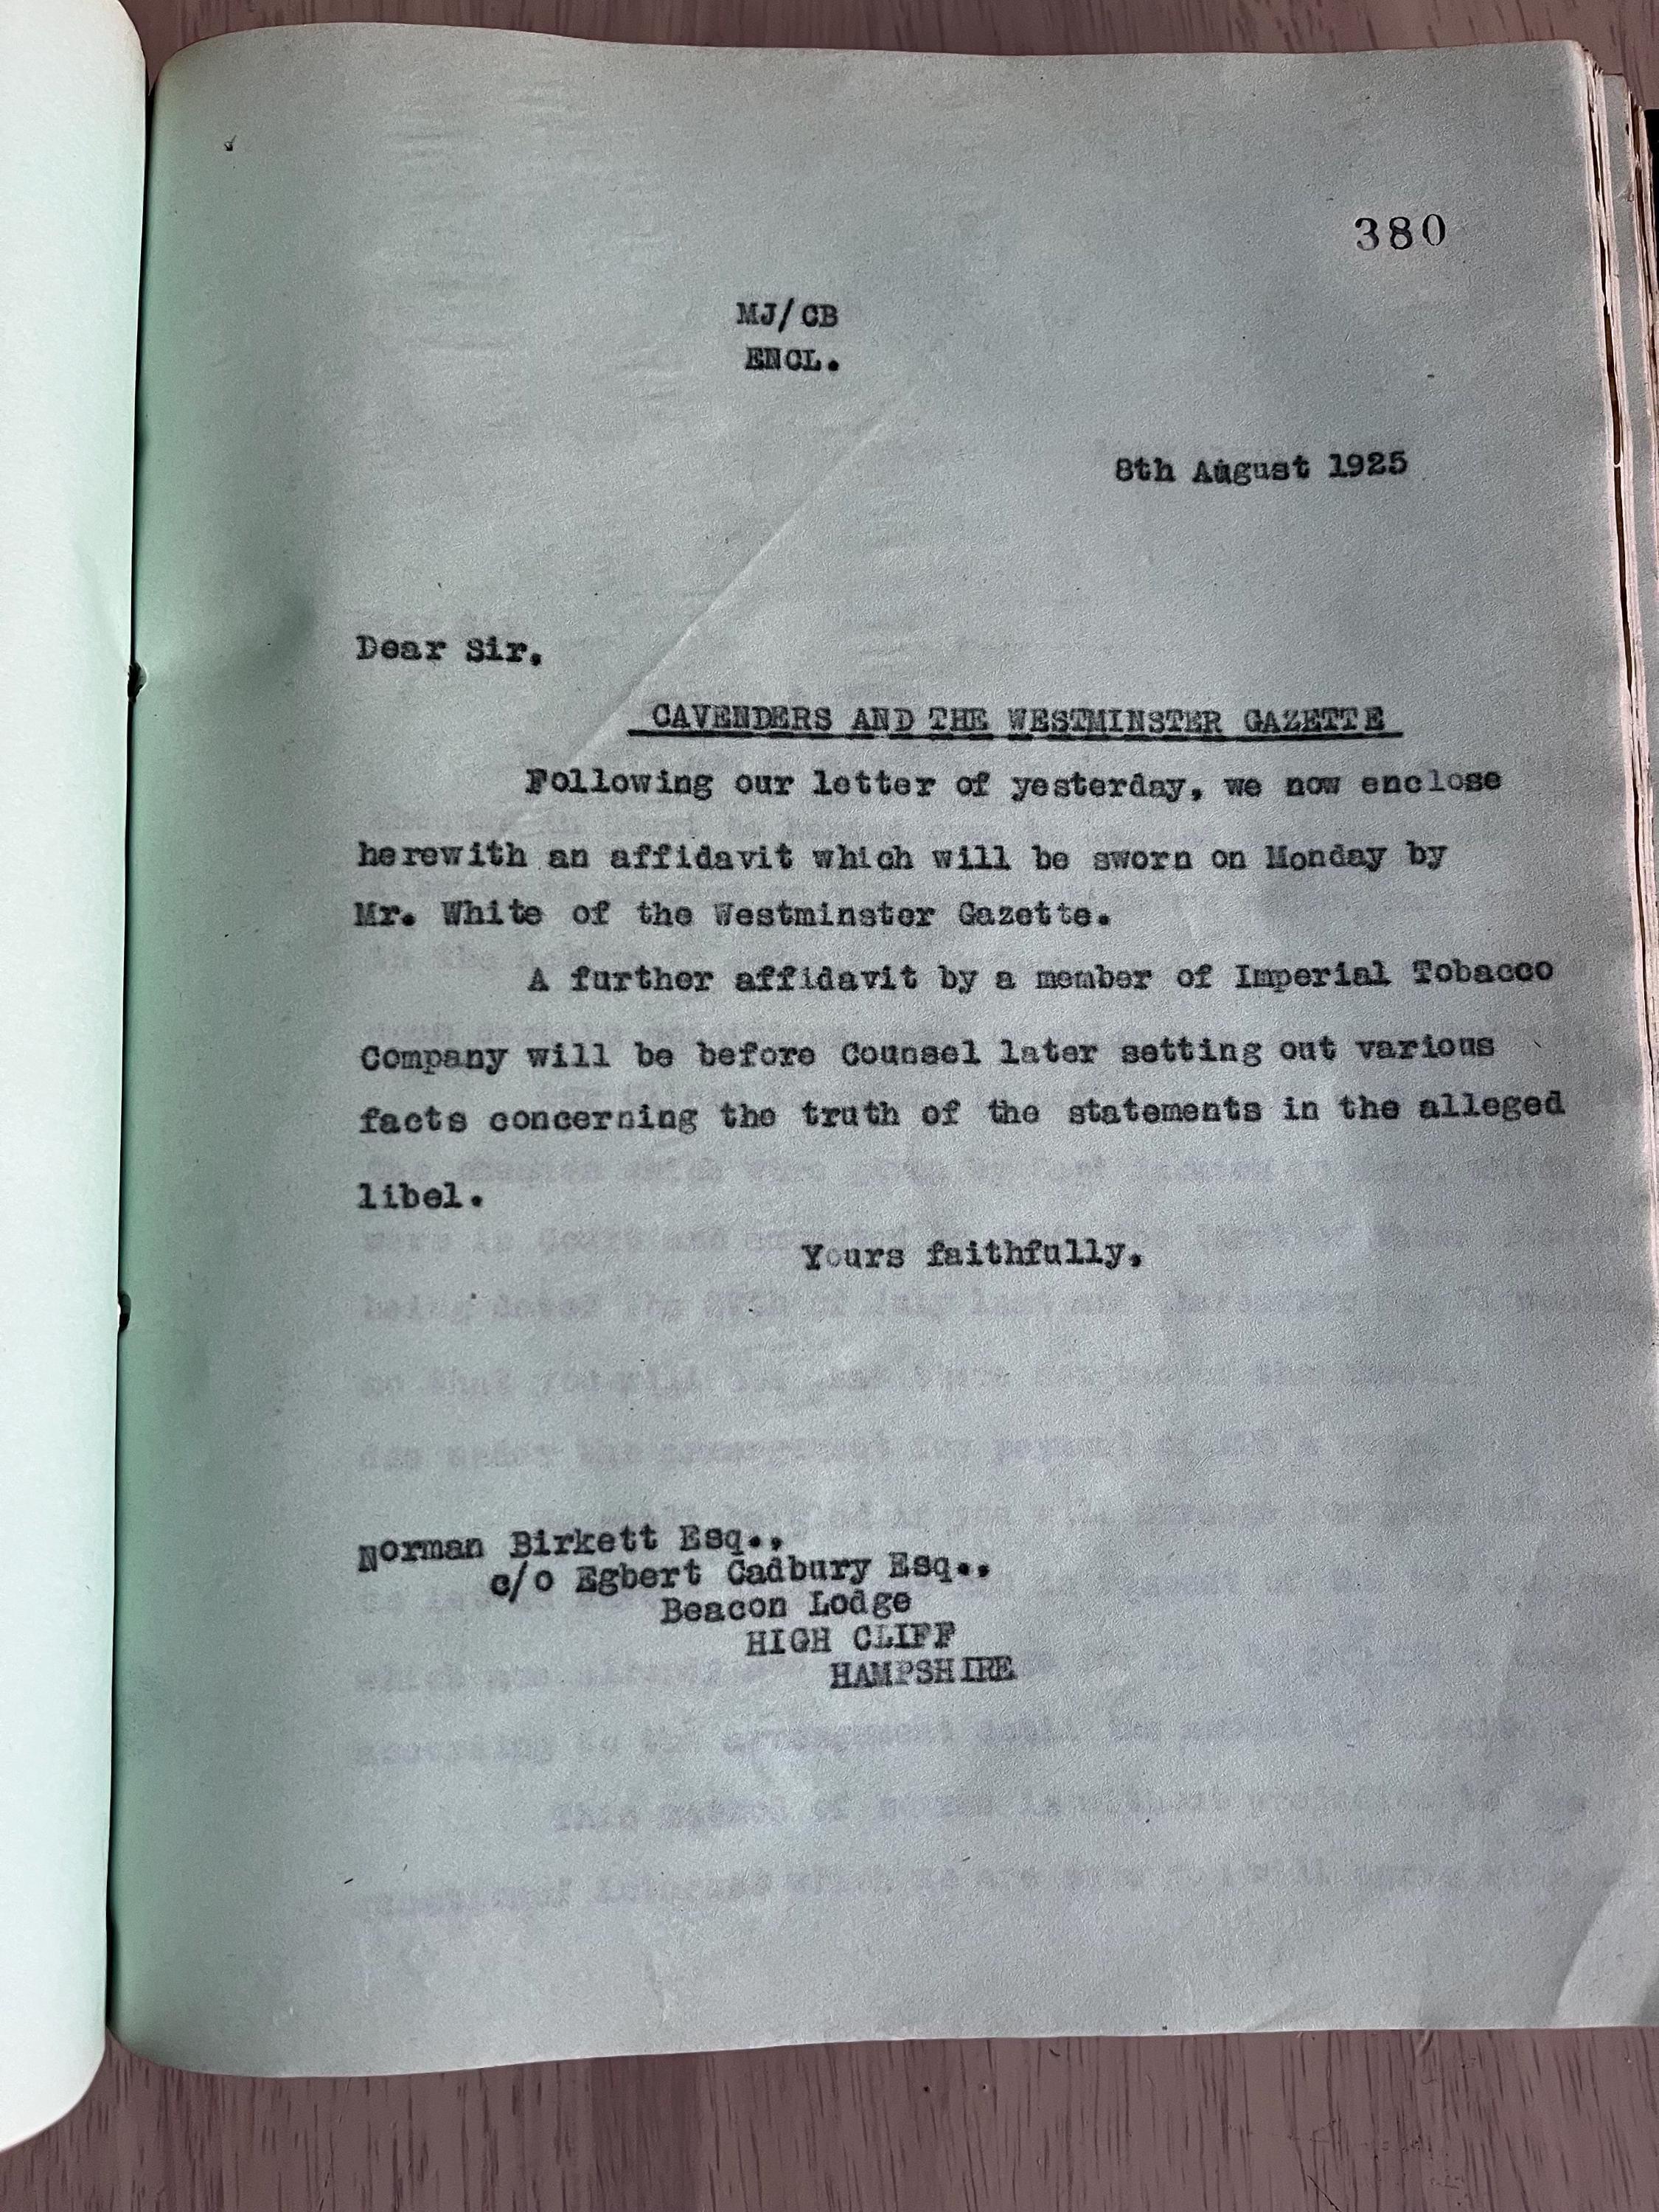 380
MJ/CB
ENCL.
8th August 1925
Dear Sir,
CAVENDERS AND THE WESTMINSTER GAZETTE
Following our letter of yesterday, we now enclose
herewith an affidavit which will be sworn on Monday by
Mr. White of the Westminster Gazette.
A further affidavit by a member of Imperial Tobacco
Company will be before Counsel later setting out various
facts concerning the truth of the statements in the alleged
libel.
Yours faithfully,
Norman Birkett Esq.,
c/o Egbert Cadbury Esq.,
Beacon Lodge
HIGH CLIFF
HAMPSHIRE